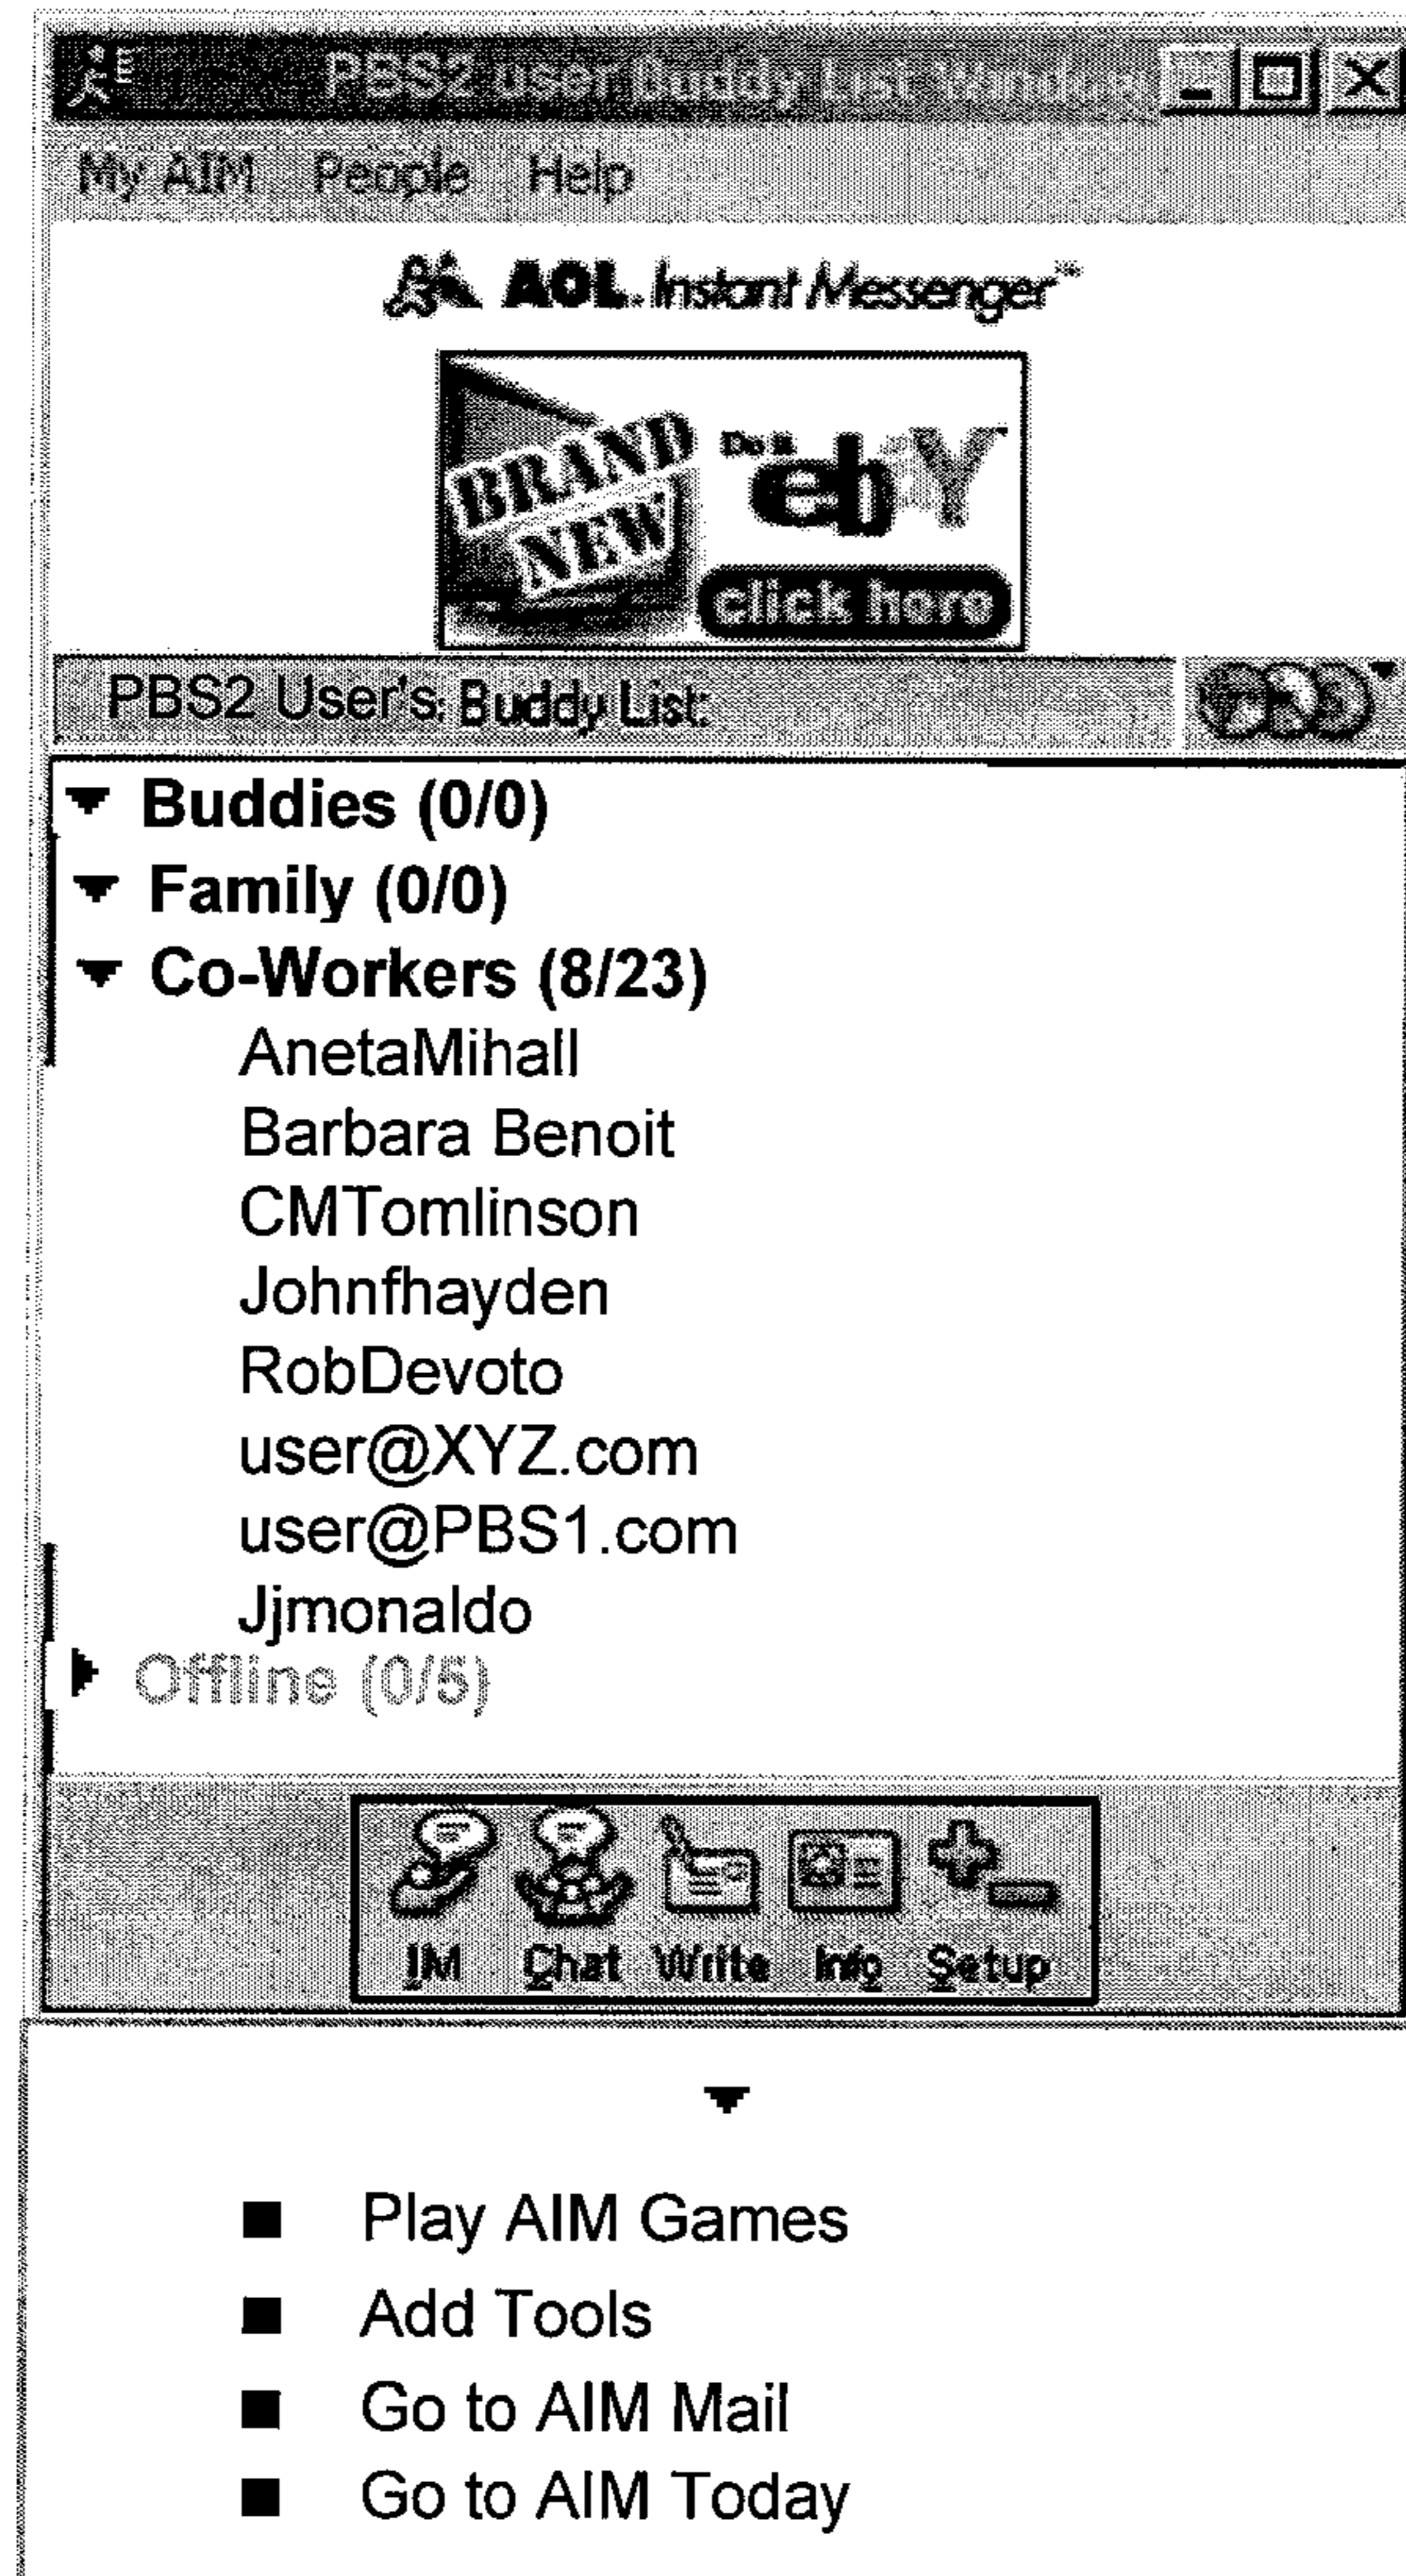 PBS2 User Buddy List Window
My AIM People Help
AOL Instant Messenger™
BRAND
NEW
Do it
ebY
click here
PBS2 User's: Buddy List:
Buddies (0/0)
Family (0/0)
Co-Workers (8/23)
AnetaMihall
Barbara Benoit
CMTomlinson
Johnfhayden
RobDevoto
user@XYZ.com
user@PBS1.com
Jjmonaldo
Offline (0/5)
IM Chat Write Info Setup
Play AIM Games
Add Tools
Go to AIM Mail
Go to AIM Today